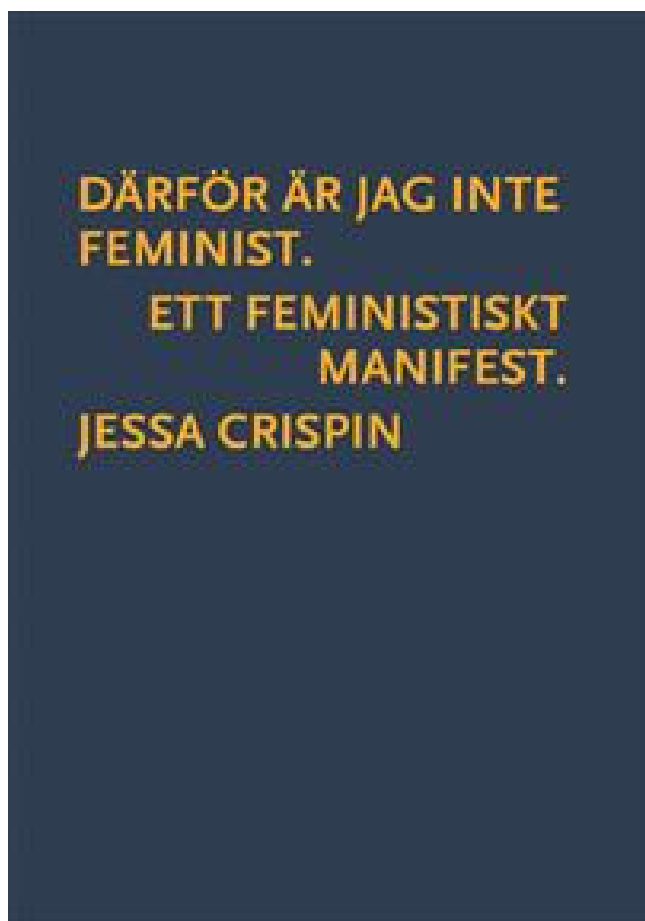 DÄRFÖR ÄR JAG INTE
FEMINIST.
ETT FEMINISTISKT
MANIFEST.
JESSA CRISPIN